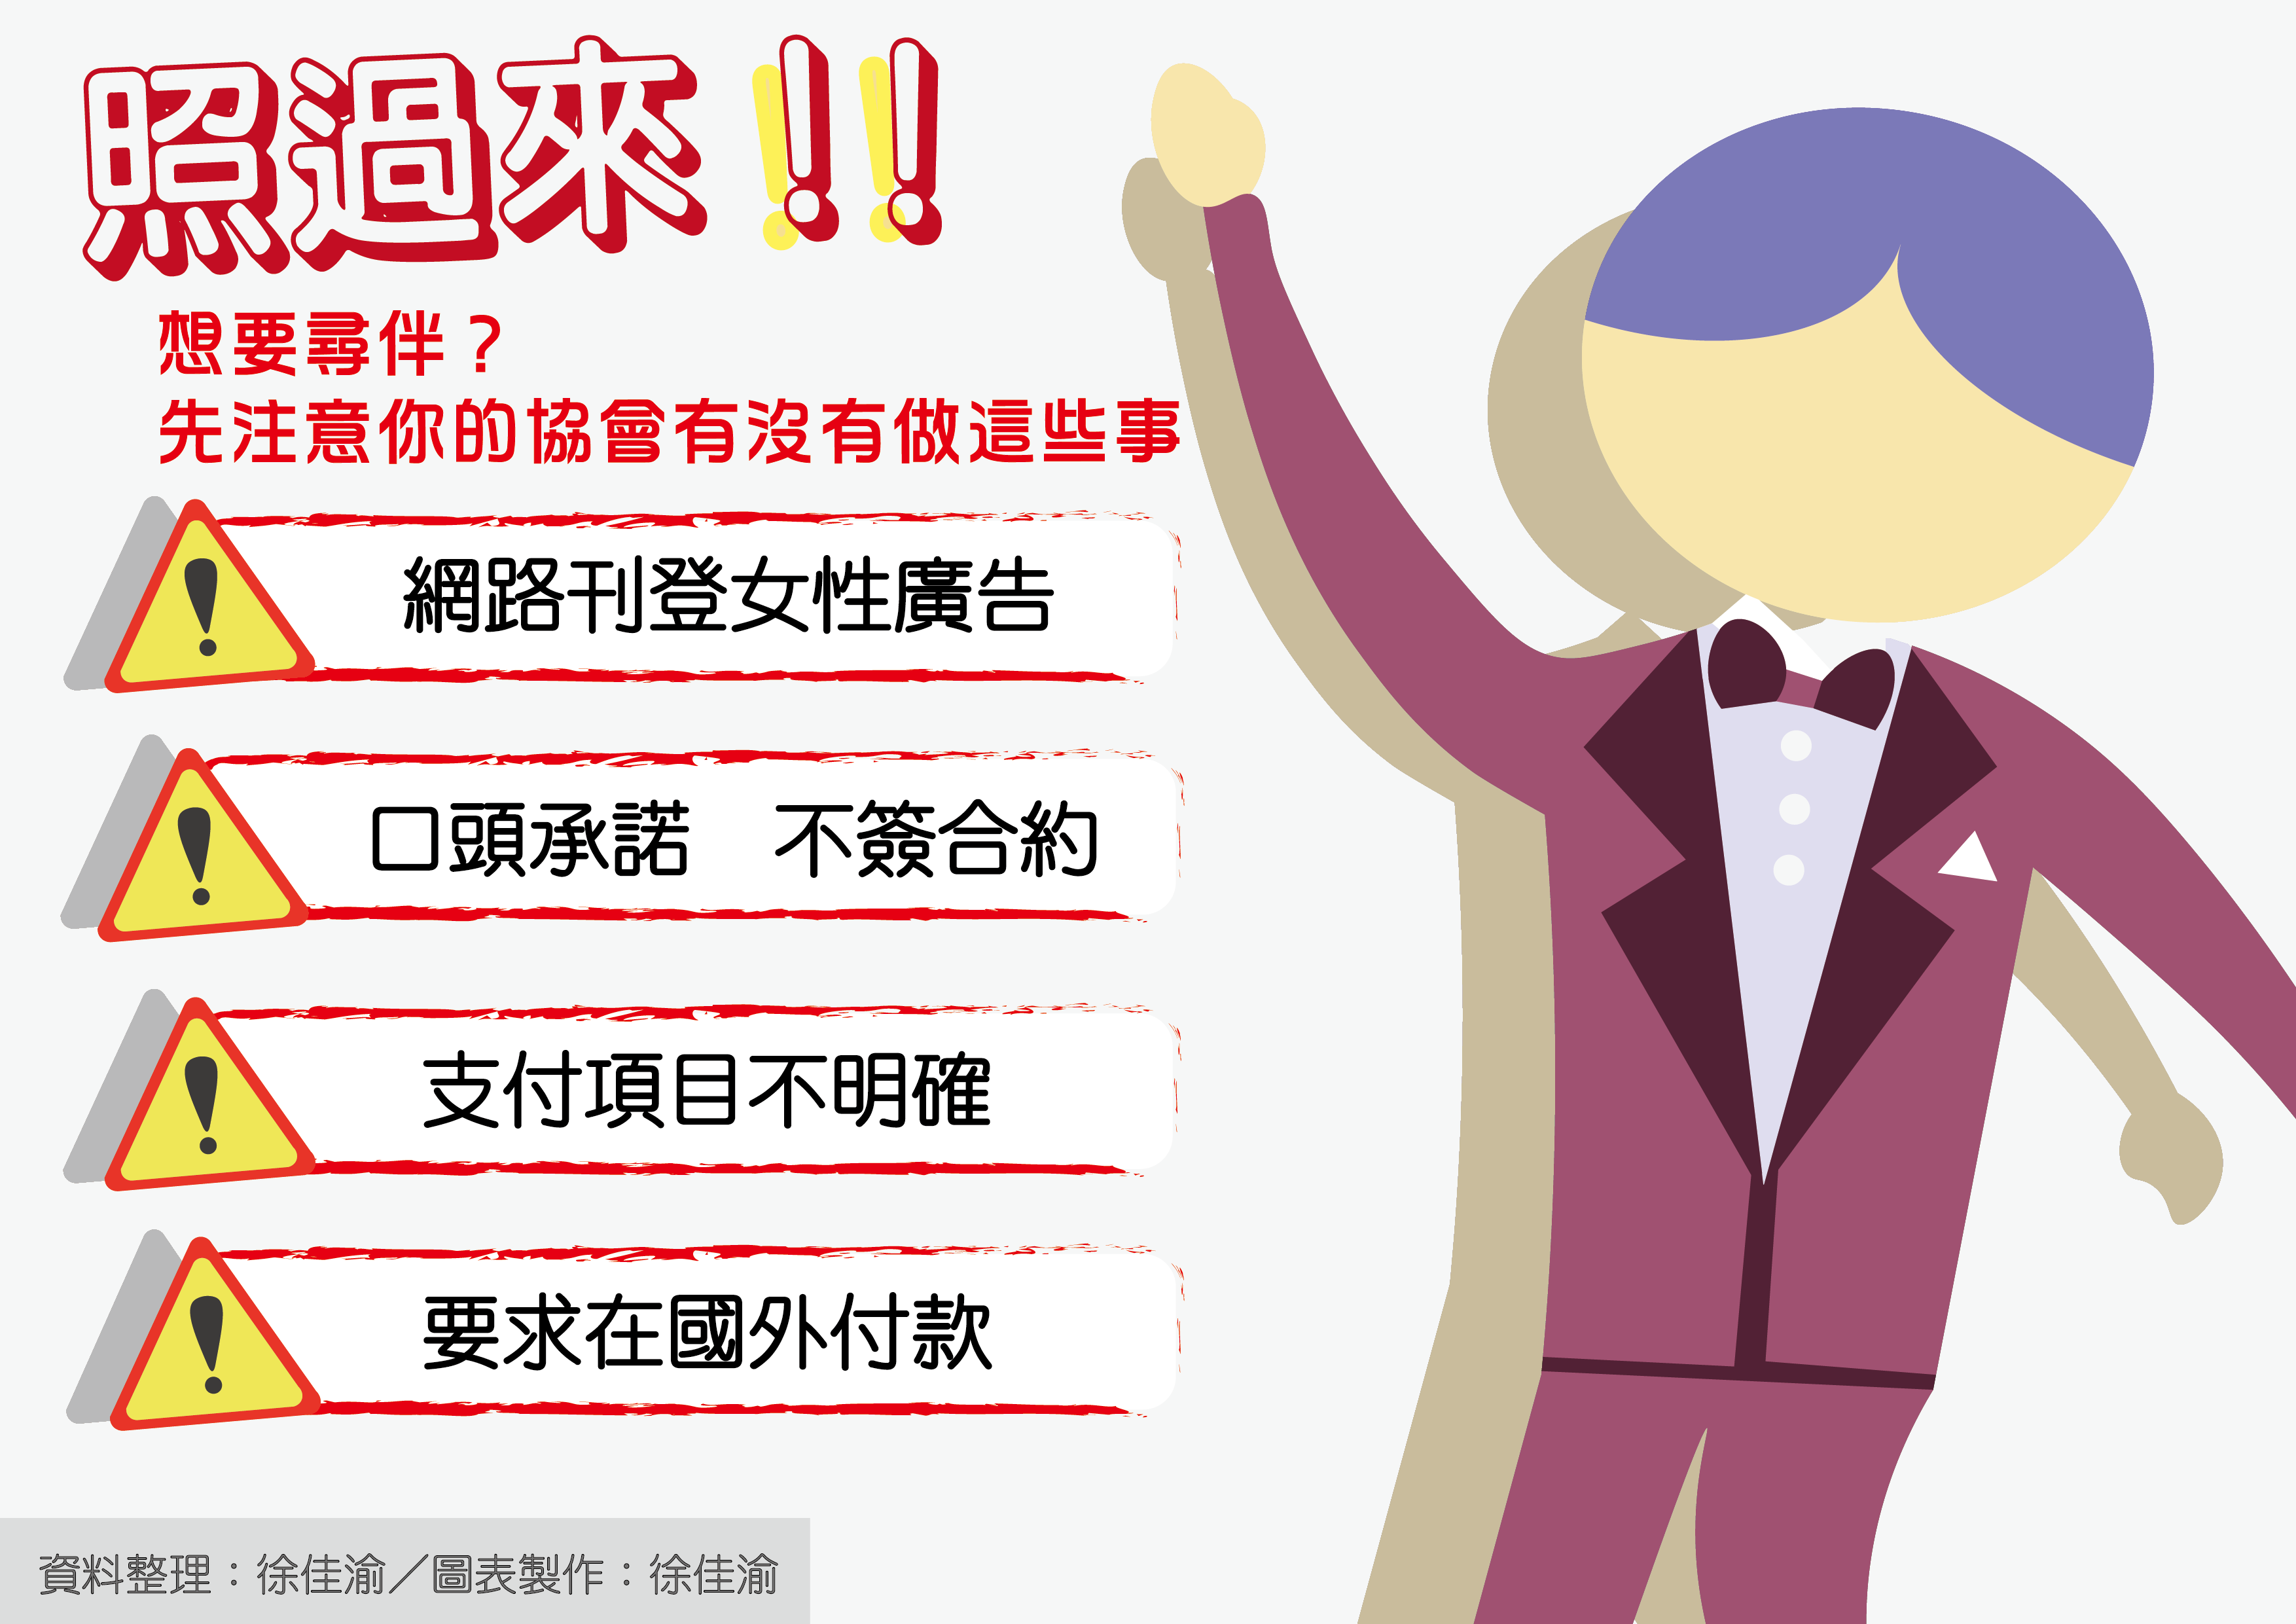 照過來!!
想要尋伴？
先注意你的協會有沒有做這些事
網路刊登女性廣告
口頭承諾　不簽合約
支付項目不明確
要求在國外付款
資料整理：徐佳渝／圖表製作：徐佳渝